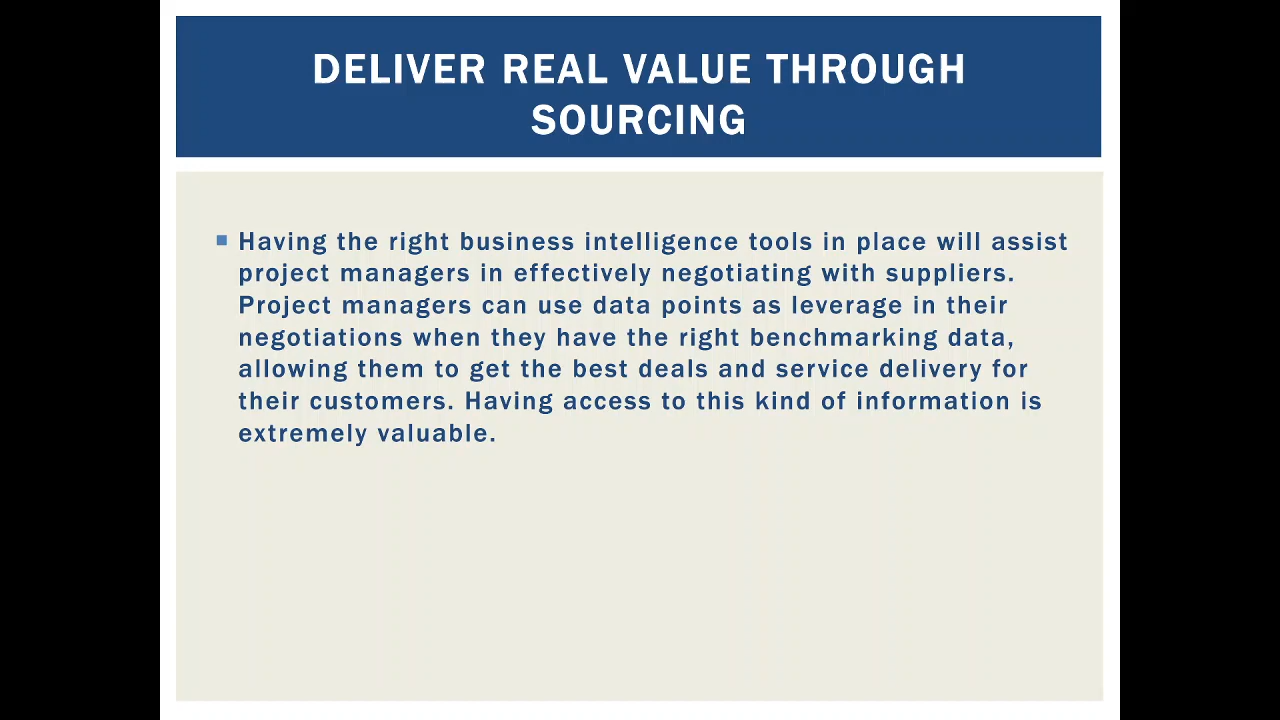 DELIVER REAL VALUE THROUGH
SOURCING
Having the right business intelligence tools in place will assist
project managers in effectively negotiating with suppliers.
Project managers can use data points as leverage in their
negotiations when they have the right benchmarking data,
allowing them to get the best deals and service delivery for
their customers. Having access to this kind of information is
extremely valuable.